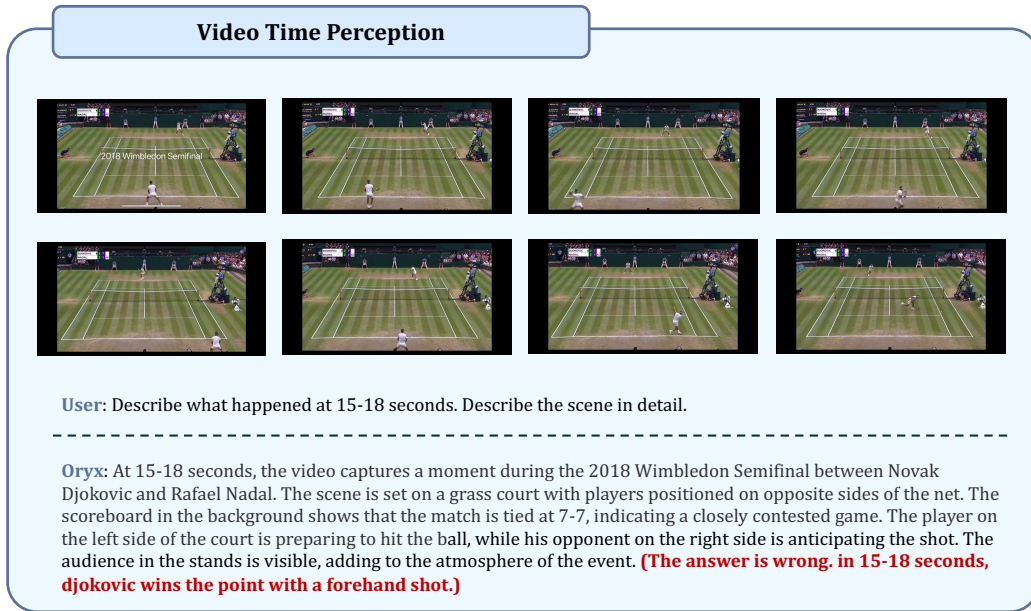 Video Time Perception
2018 Wimbledon Semifinal
User: Describe what happened at 15-18 seconds. Describe the scene in detail.
Oryx: At 15-18 seconds, the video captures a moment during the 2018 Wimbledon Semifinal between Novak
Djokovic and Rafael Nadal. The scene is set on a grass court with players positioned on opposite sides of the net. The
scoreboard in the background shows that the match is tied at 7-7, indicating a closely contested game. The player on
the left side of the court is preparing to hit the ball, while his opponent on the right side is anticipating the shot. The
audience in the stands is visible, adding to the atmosphere of the event. (The answer is wrong. in 15-18 seconds,
djokovic wins the point with a forehand shot.)